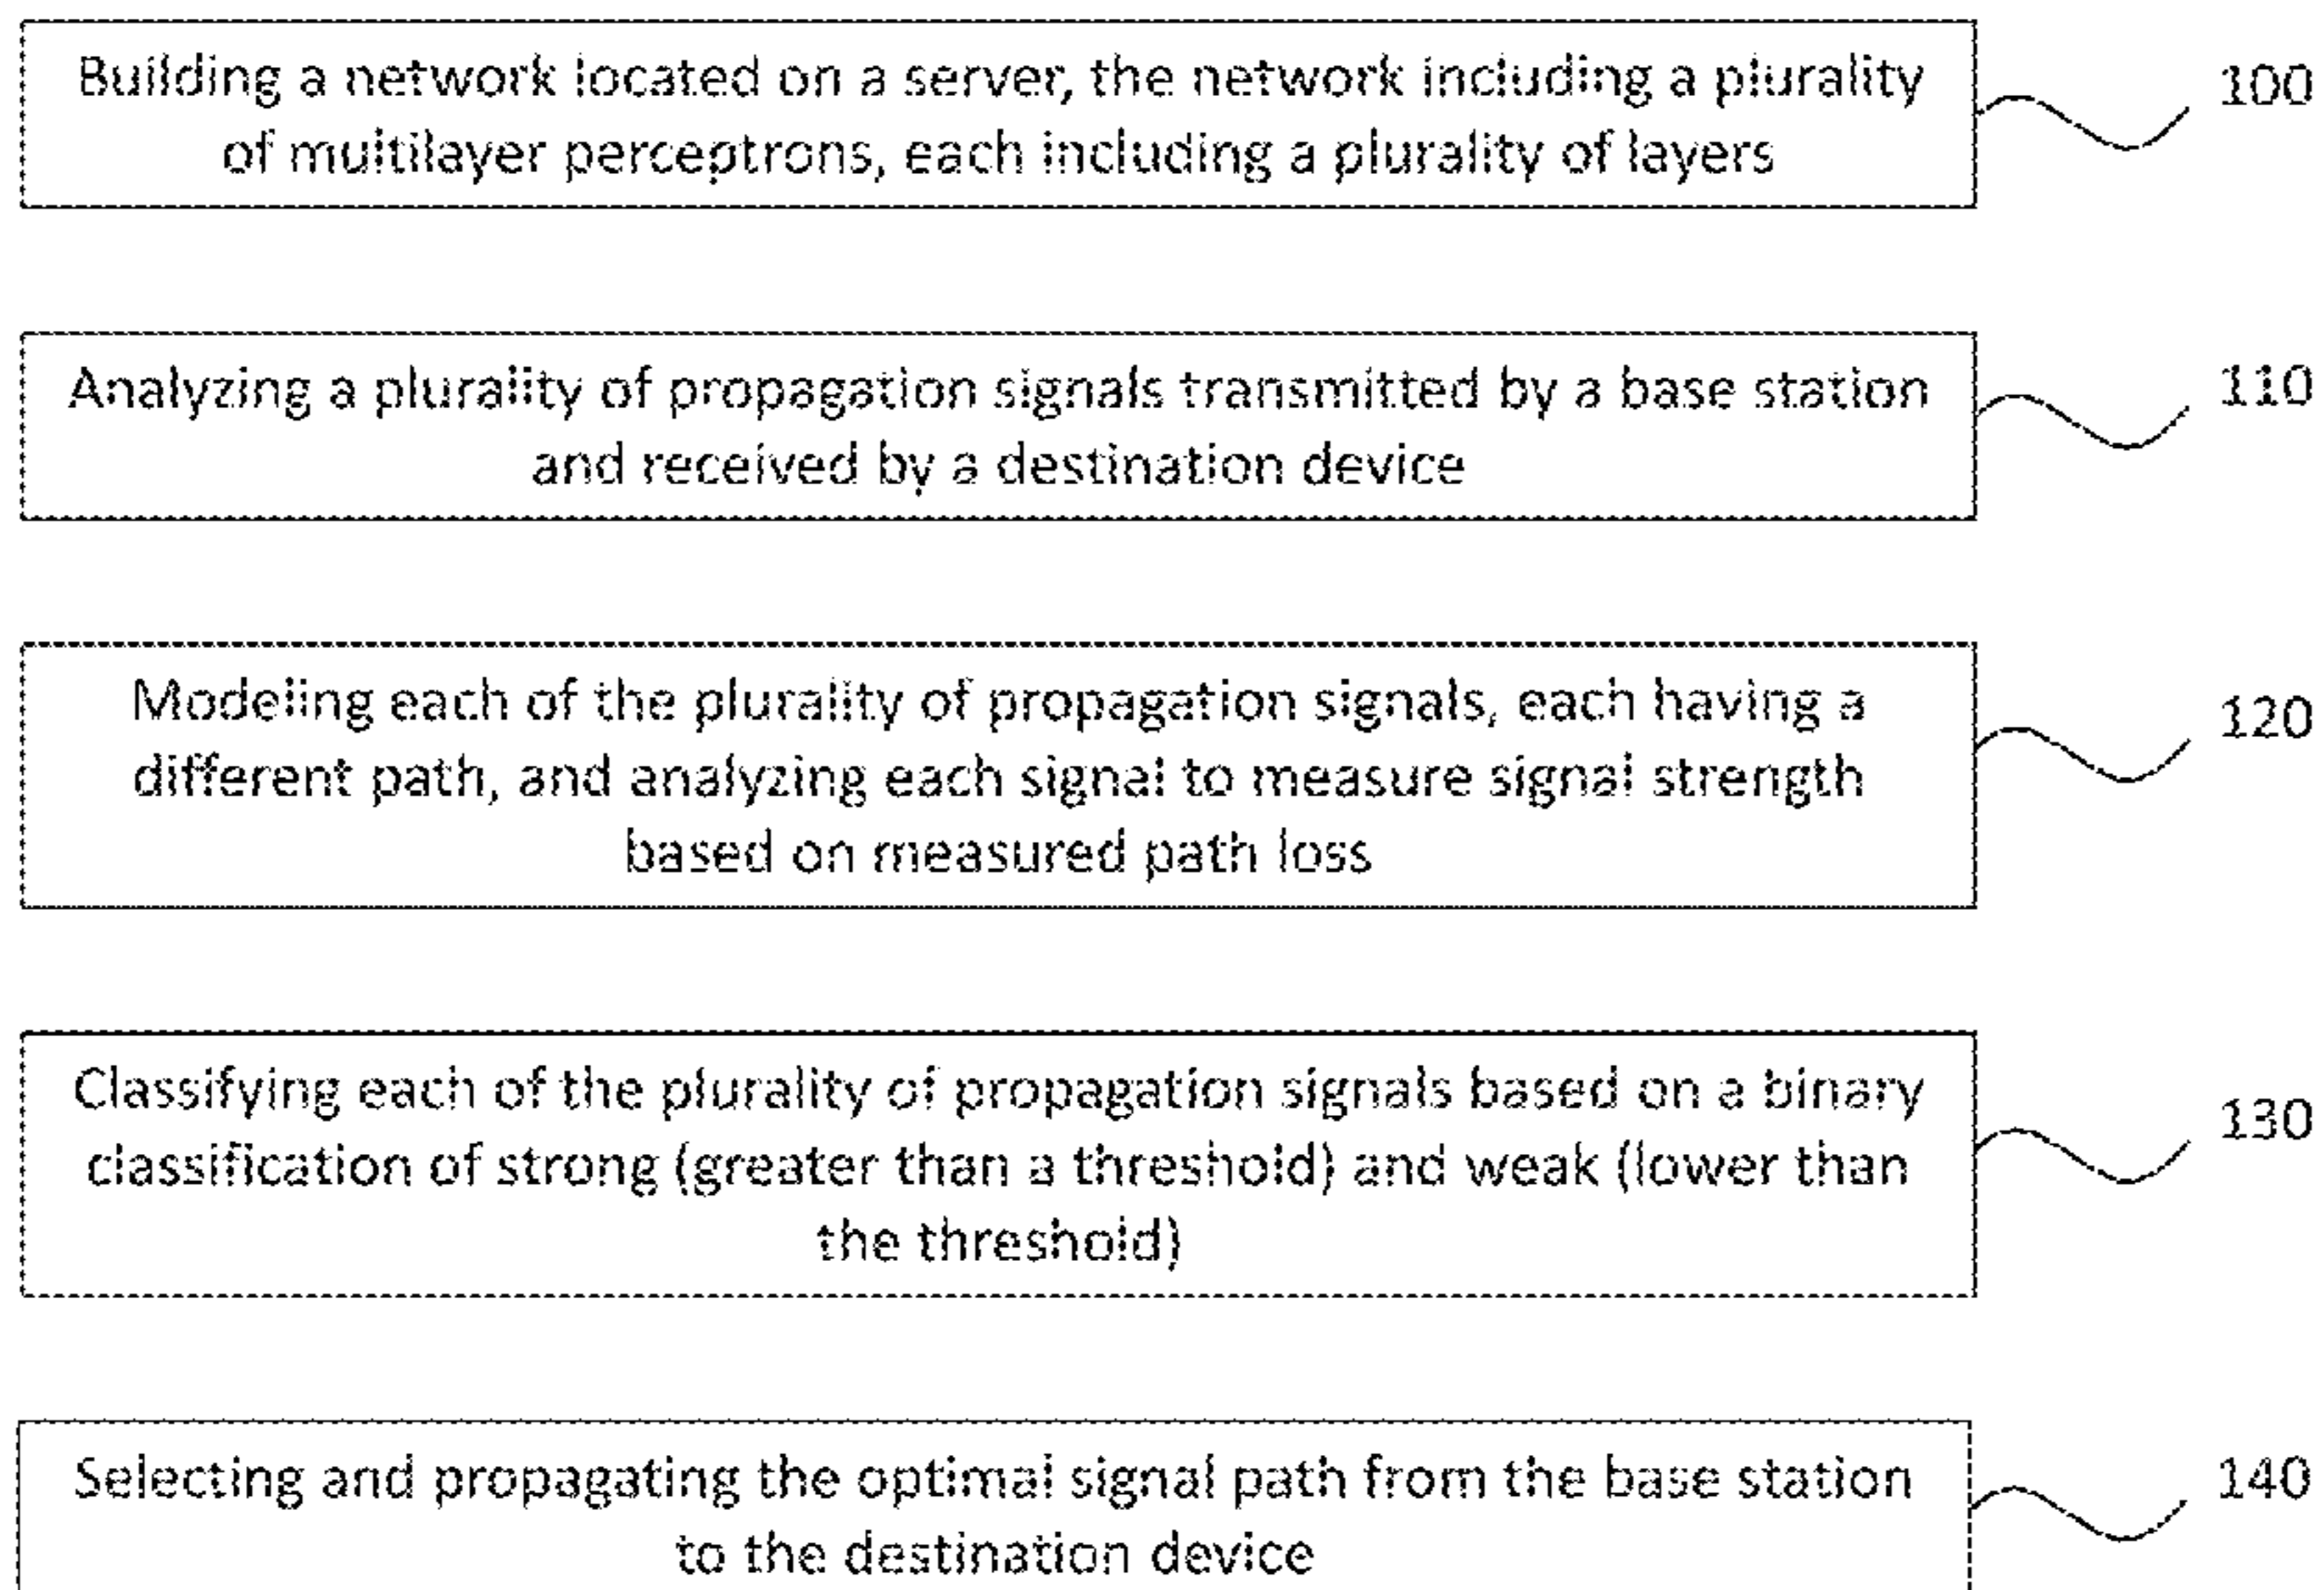 Building a network located on a server, the network including a plurality
of multilayer perceptrons, each including a plurality of layers
100
Analyzing a plurality of propagation signals transmitted by a base station
and received by a destination device
110
Modeling each of the plurality of propagation signals, each having a
different path, and analyzing each signal to measure signal strength
based on measured path loss
120
Classifying each of the plurality of propagation signals based on a binary
classification of strong (greater than a threshold) and weak (lower than
the threshold)
130
Selecting and propagating the optimal signal path from the base station
to the destination device
140